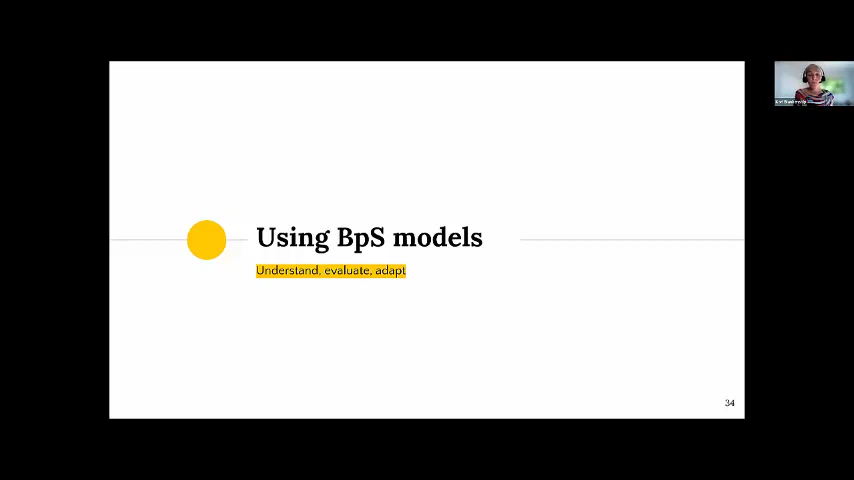 Using BpS models
Understand, evaluate, adapt
34